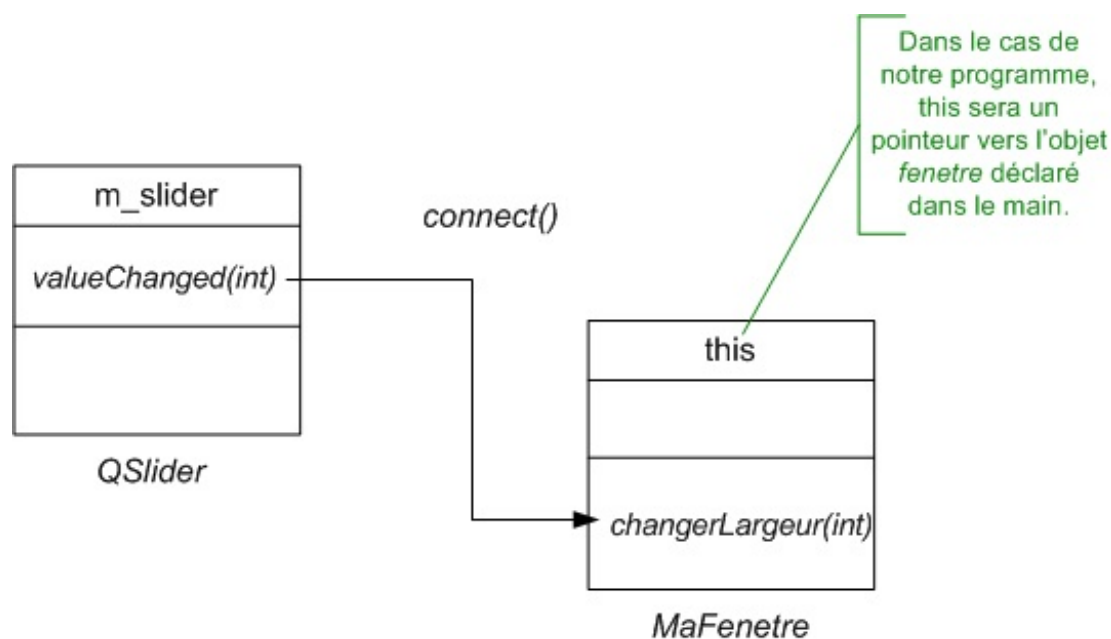 Dans le cas de
notre programme,
this sera un
pointeur vers l'objet
fenetre déclaré
dans le main.
m_slider
connect()
valueChanged(int)
this
QSlider
changerLargeur(int)
MaFenetre